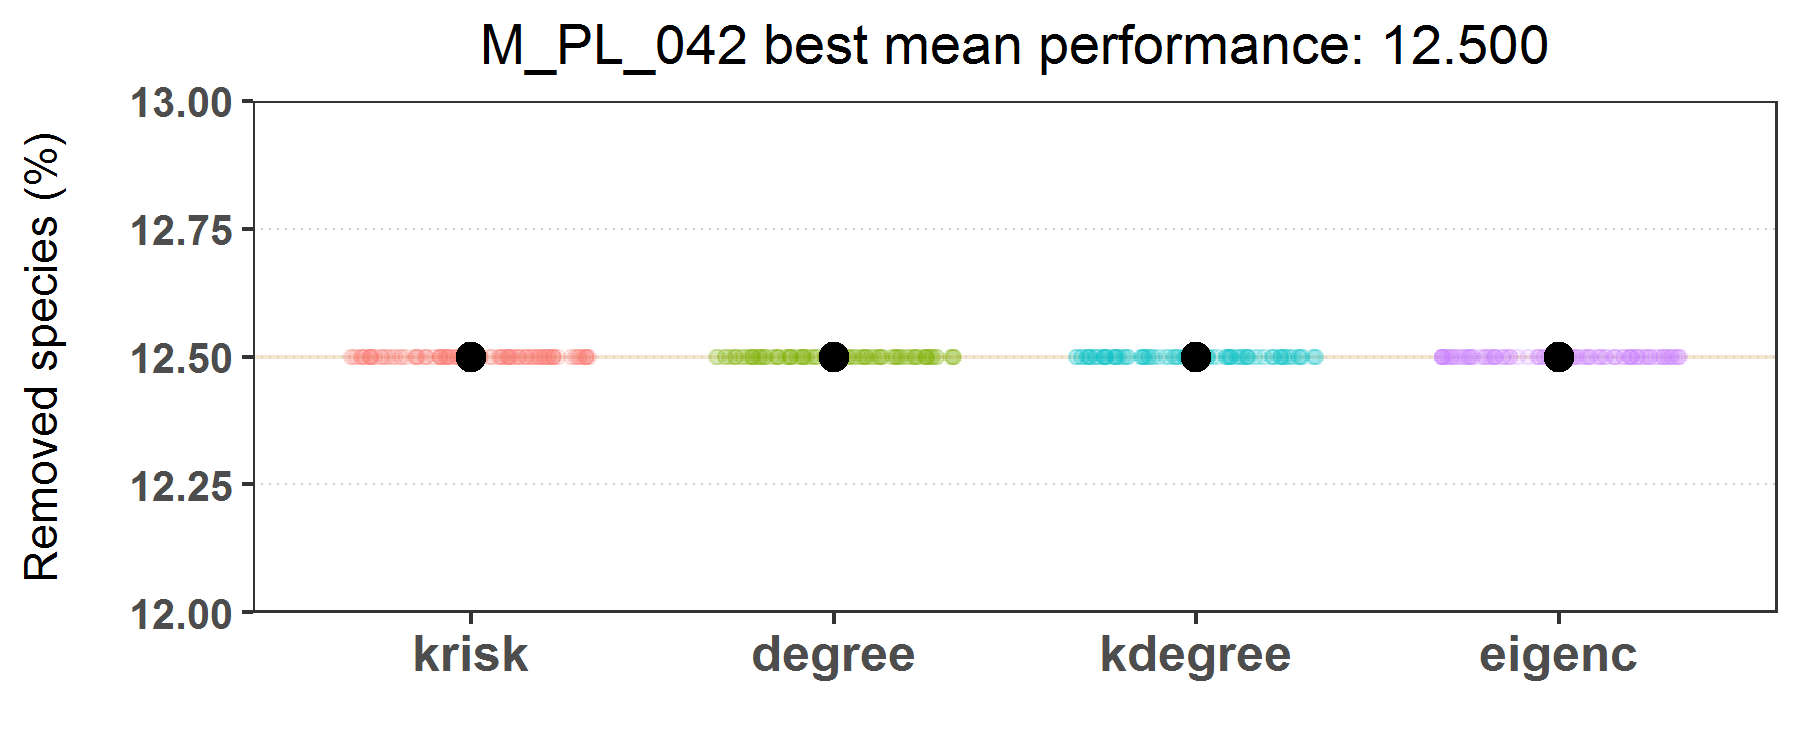 M_PL_042 best mean performance: 12.500
Removed species (%)
13.00
12.75
12.50
12.25
12.00
krisk degree kdegree eigenc